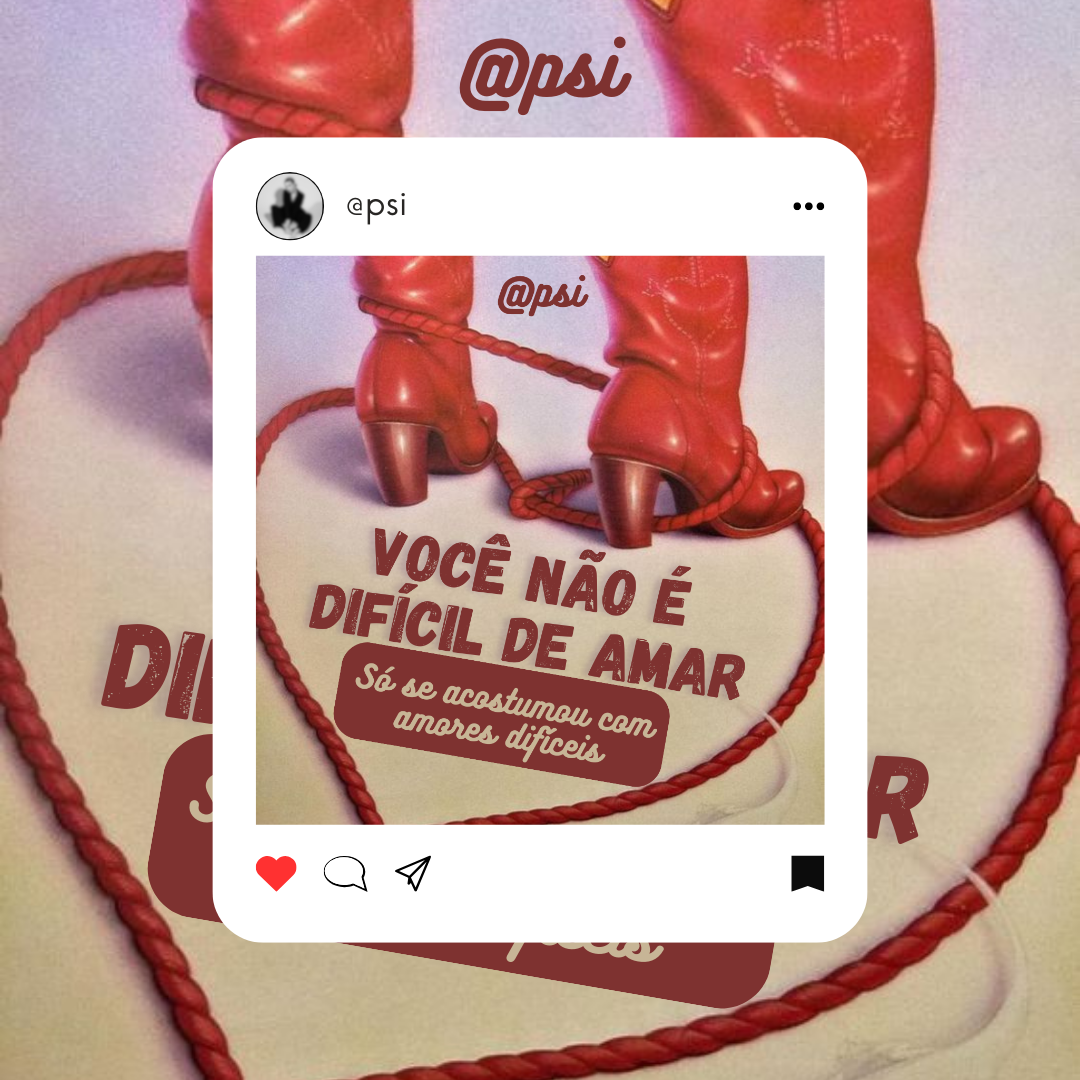 @psi
@psi
@psi
VOCÊ NÃO É
DIFÍCIL DE AMAR
Só se acostumou com
amores difíceis